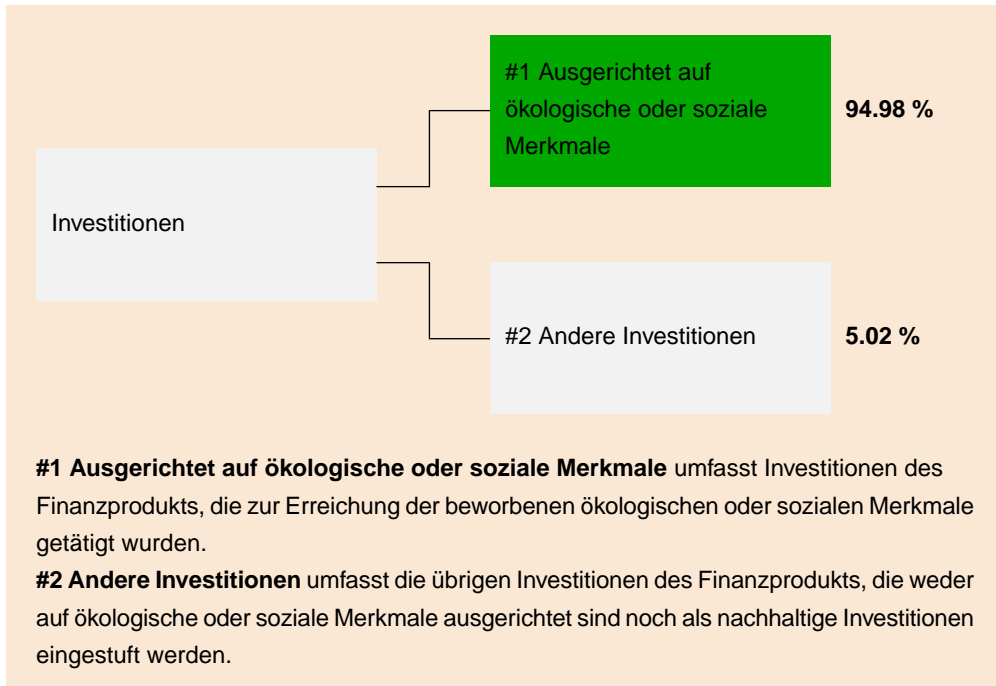 #1 Ausgerichtet auf
ökologische oder soziale
Merkmale
94.98 %
Investitionen
#2 Andere Investitionen
5.02 %
#1 Ausgerichtet auf ökologische oder soziale Merkmale umfasst Investitionen des
Finanzprodukts, die zur Erreichung der beworbenen ökologischen oder sozialen Merkmale
getätigt wurden.
#2 Andere Investitionen umfasst die übrigen Investitionen des Finanzprodukts, die weder
auf ökologische oder soziale Merkmale ausgerichtet sind noch als nachhaltige Investitionen
eingestuft werden.